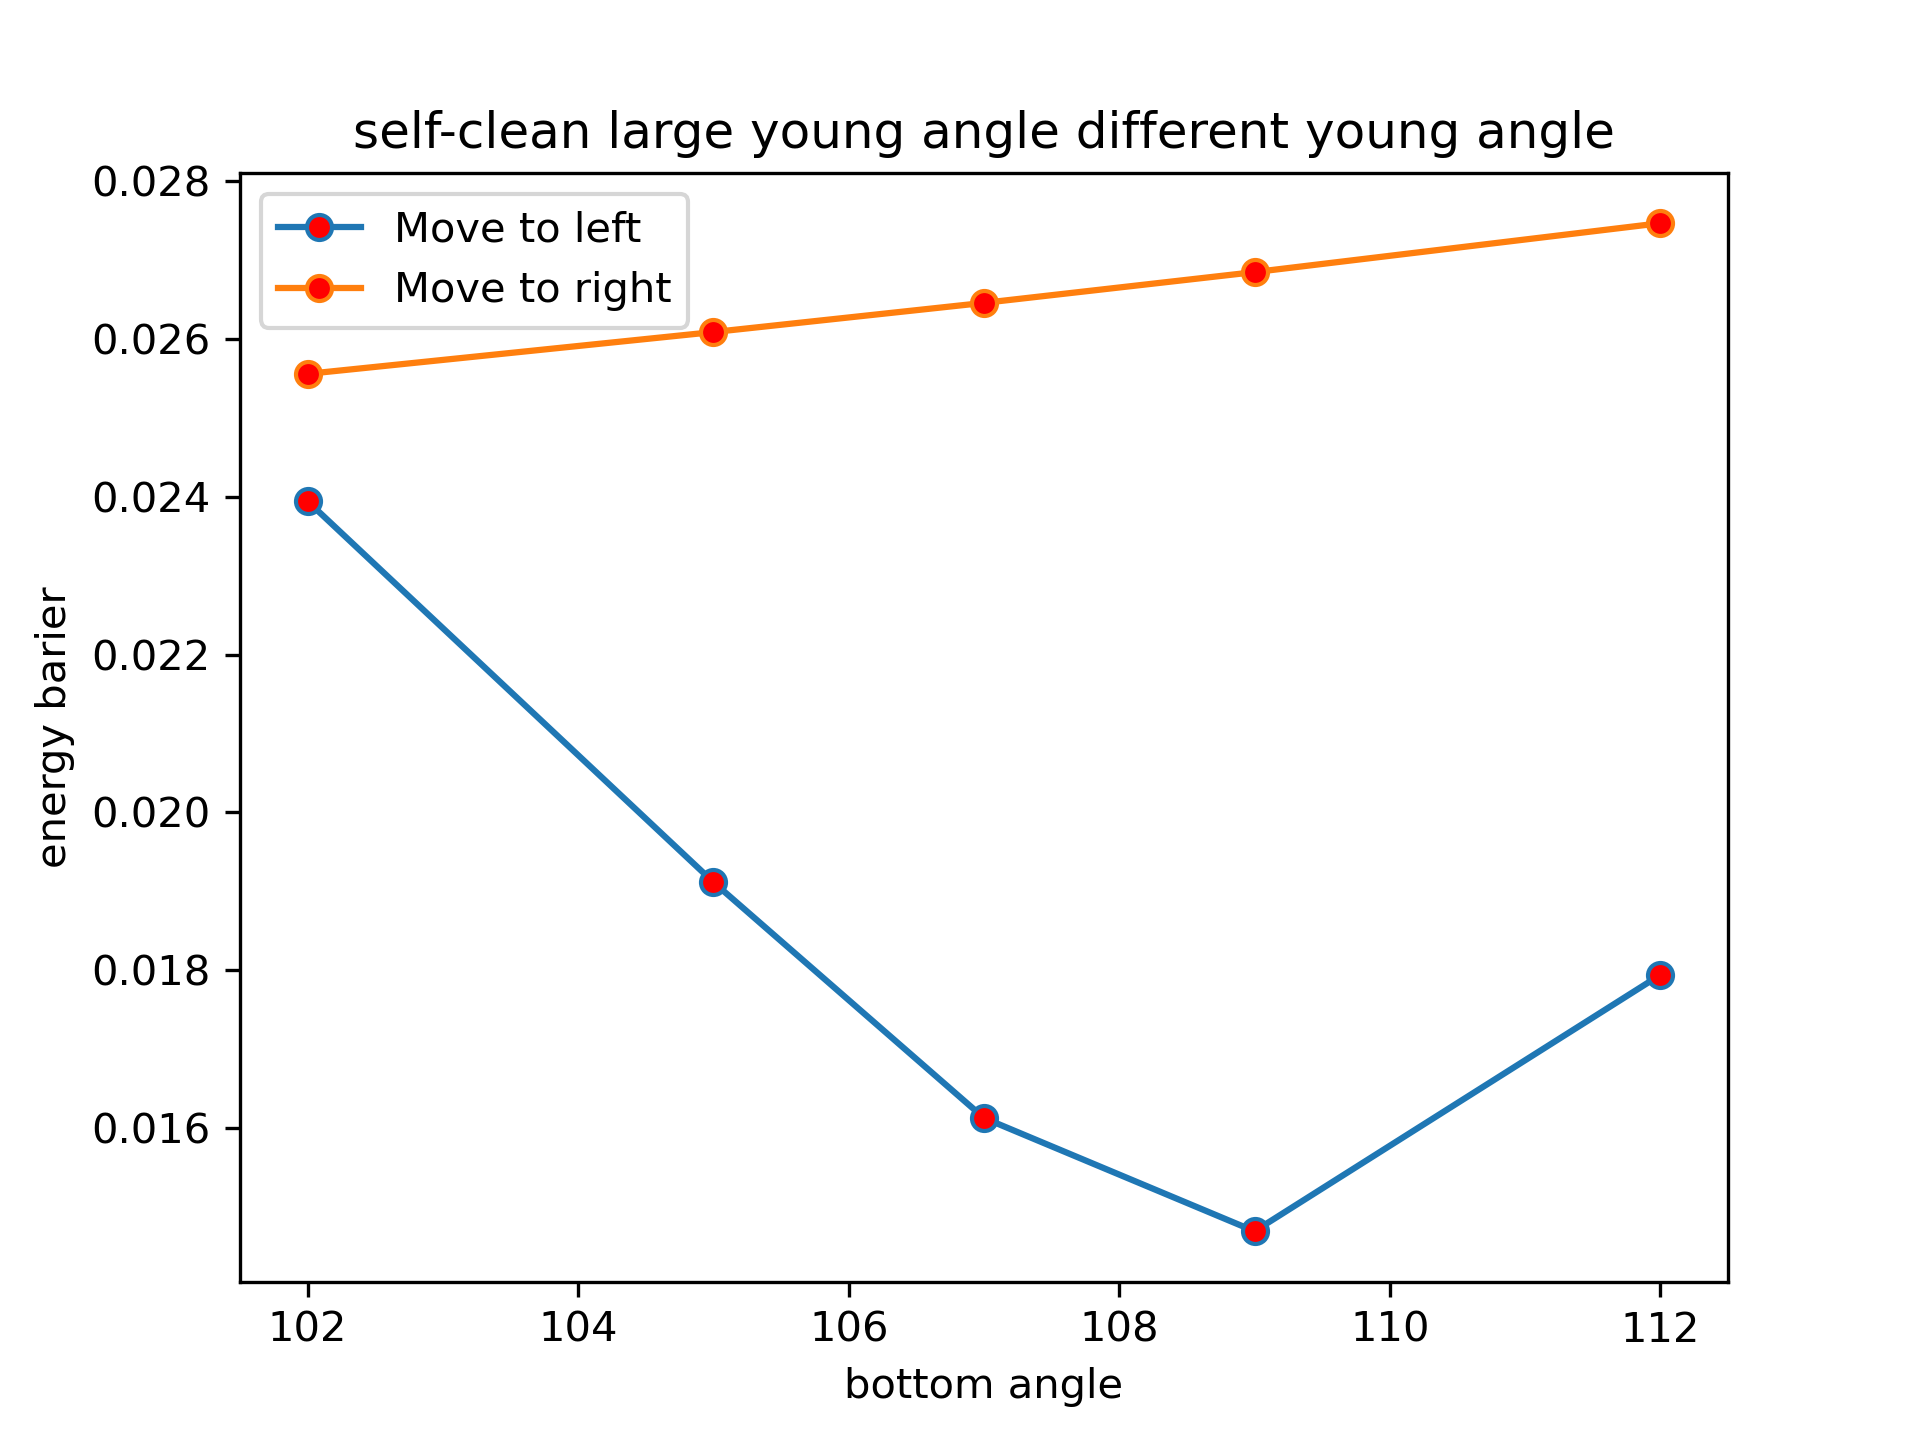 self-clean large young angle different young angle
Move to left
Move to right
0.028
0.026
0.024
0.022
0.020
0.018
0.016
energy barier
102 104 106 108 110 112
bottom angle